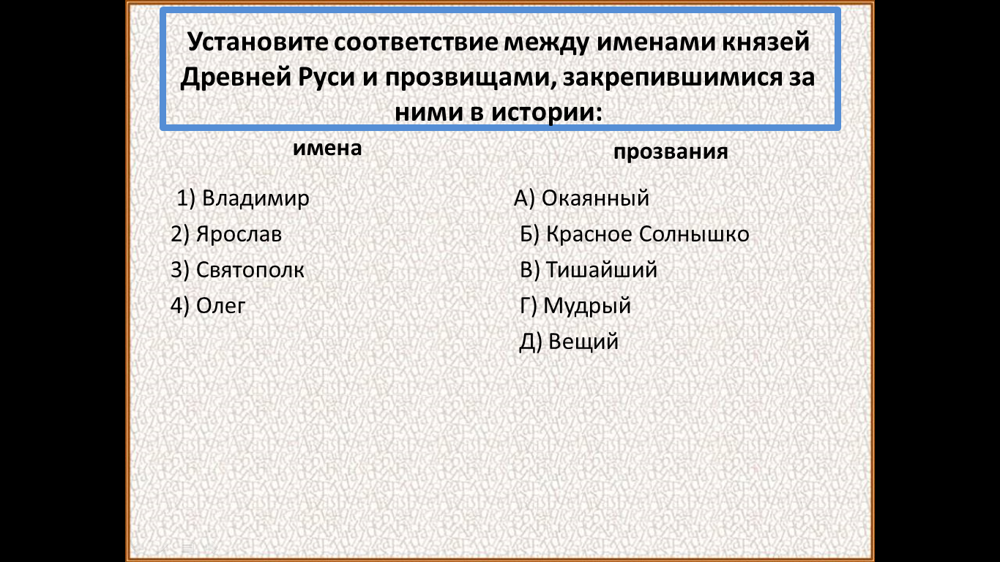 Установите соответствие между именами князей
Древней Руси и прозвищами, закрепившимися за
ними в истории:
имена
1) Владимир
2) Ярослав
3) Святополк
4) Олег
прозвания
А) Окаянный
Б) Красное Солнышко
В) Тишайший
Г) Мудрый
Д) Вещий